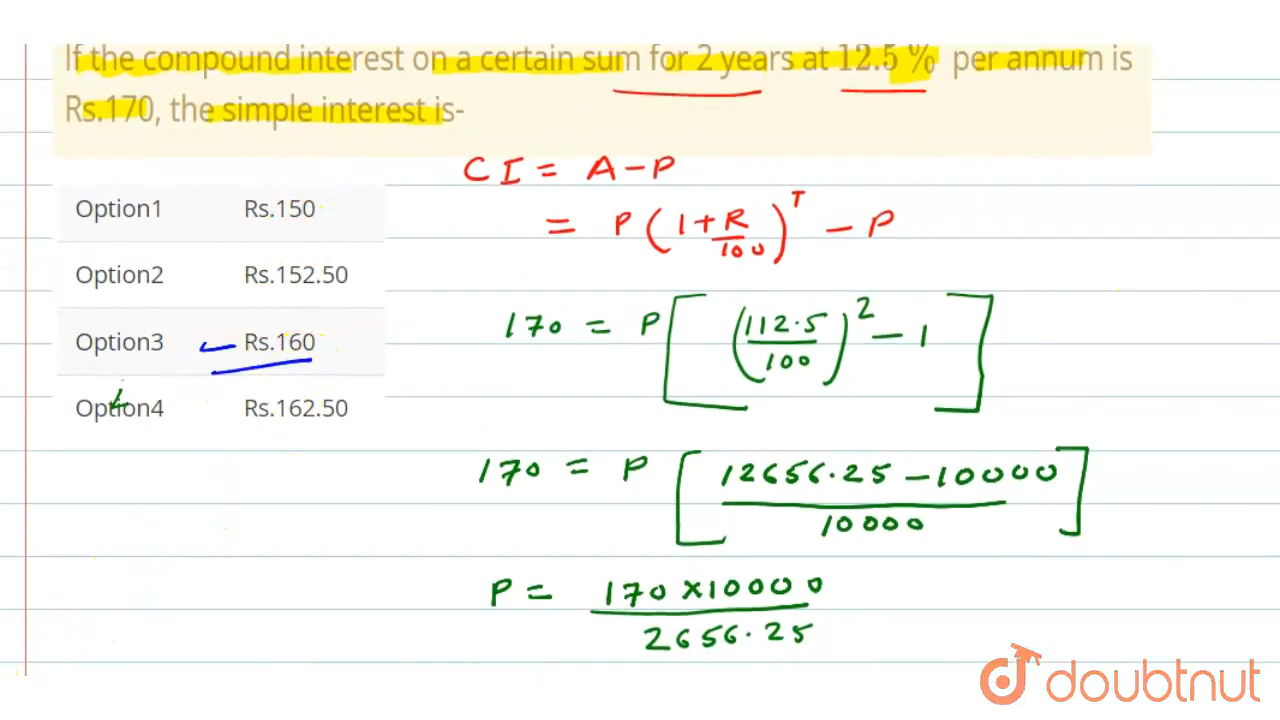 If the compound interest on a certain sum for 2 years at 12.5 % per annum is
Rs.170, the simple interest is-
CI = A - P
Option1 Rs.150
= P (1 + R/100)^T - P
Option2 Rs.152.50
170 = P [ (112.5/100)^2 - 1 ]
Option3 Rs.160
Option4 Rs.162.50
170 = P [ 12656.25 - 10000 / 10000 ]
P = 170 x 10000 / 2656.25
doubtnut